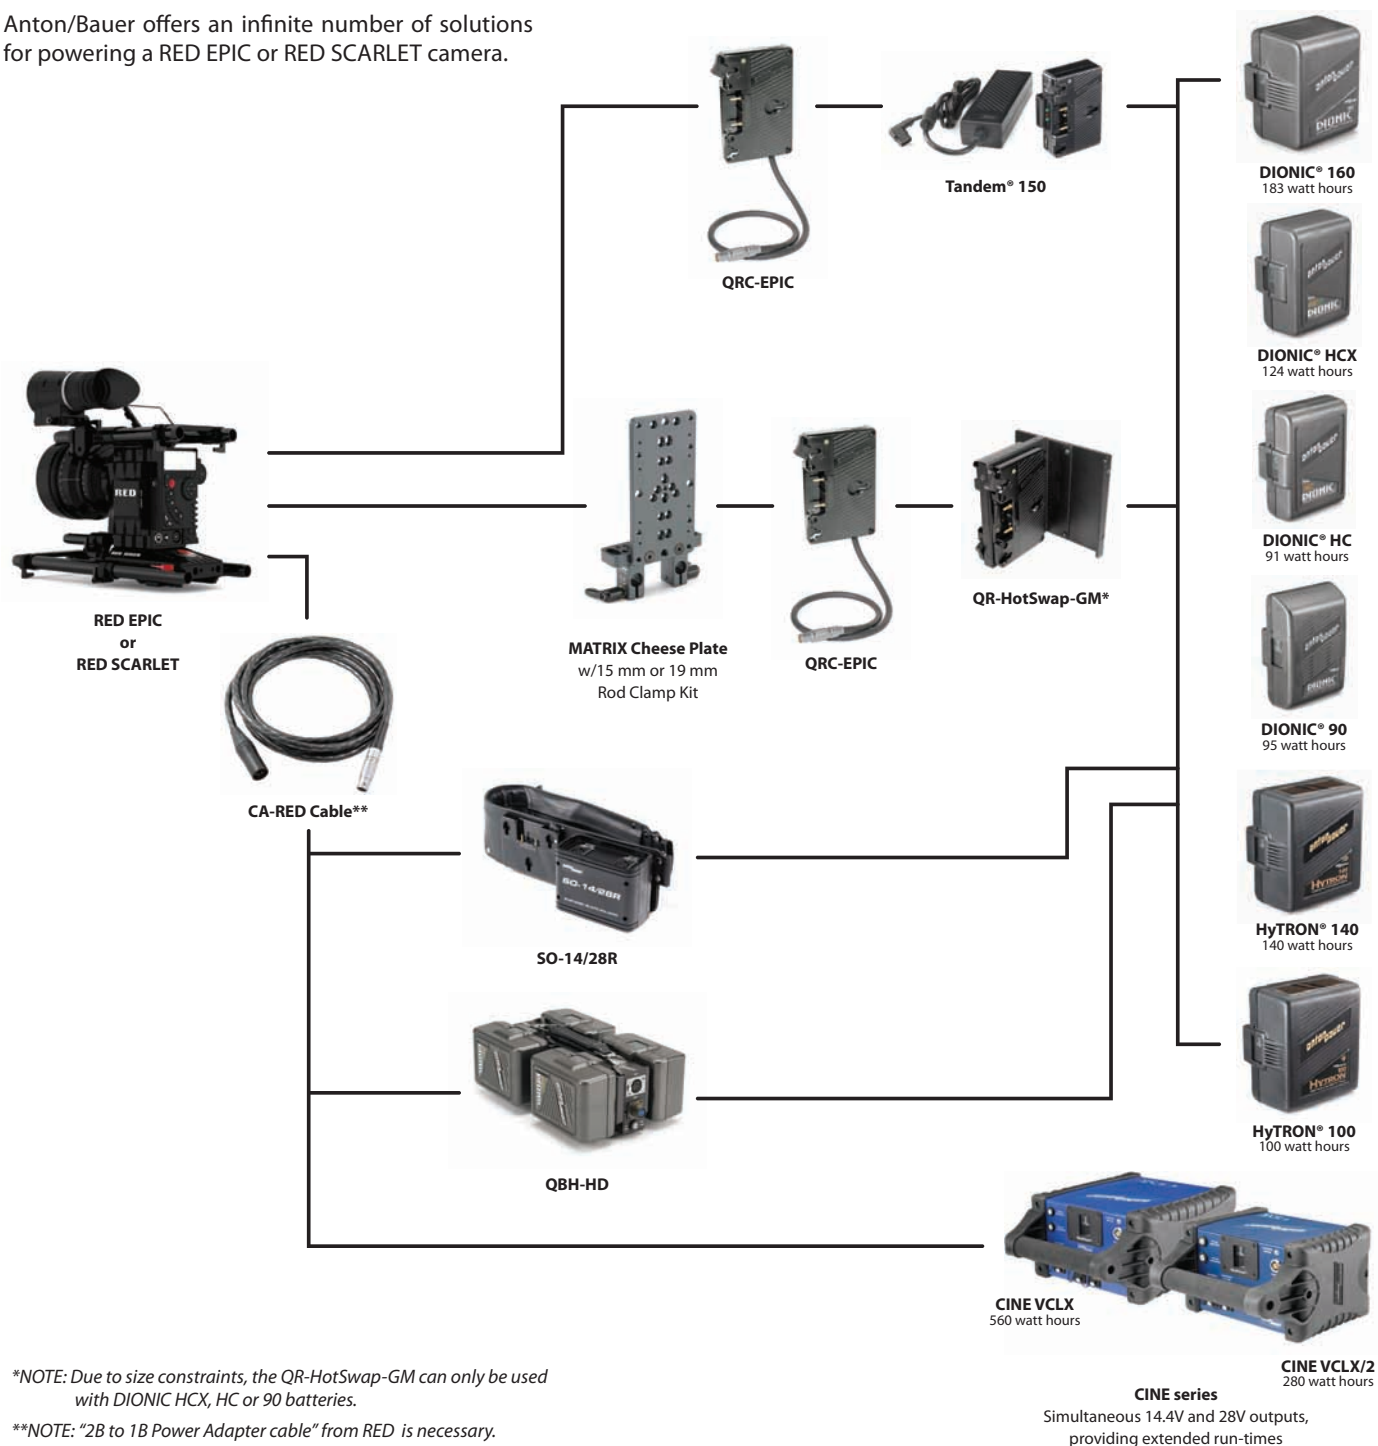 Anton/Bauer offers an infinite number of solutions
for powering a RED EPIC or RED SCARLET camera.
QRC-EPIC
Tandem® 150
DIONIC® 160
183 watt hours
DIONIC® HCX
124 watt hours
DIONIC® HC
91 watt hours
DIONIC® 90
95 watt hours
HyTRON® 140
140 watt hours
HyTRON® 100
100 watt hours
RED
RED EPIC
or
RED SCARLET
MATRIX Cheese Plate
w/15 mm or 19 mm
Rod Clamp Kit
QRC-EPIC
QR-HotSwap-GM*
CA-RED Cable**
SO-14/28R
SO-14/28R
QBH-HD
CINE VCLX
560 watt hours
CINE VCLX/2
280 watt hours
CINE series
Simultaneous 14.4V and 28V outputs,
providing extended run-times
*NOTE: Due to size constraints, the QR-HotSwap-GM can only be used
with DIONIC HCX, HC or 90 batteries.
**NOTE: “2B to 1B Power Adapter cable” from RED is necessary.